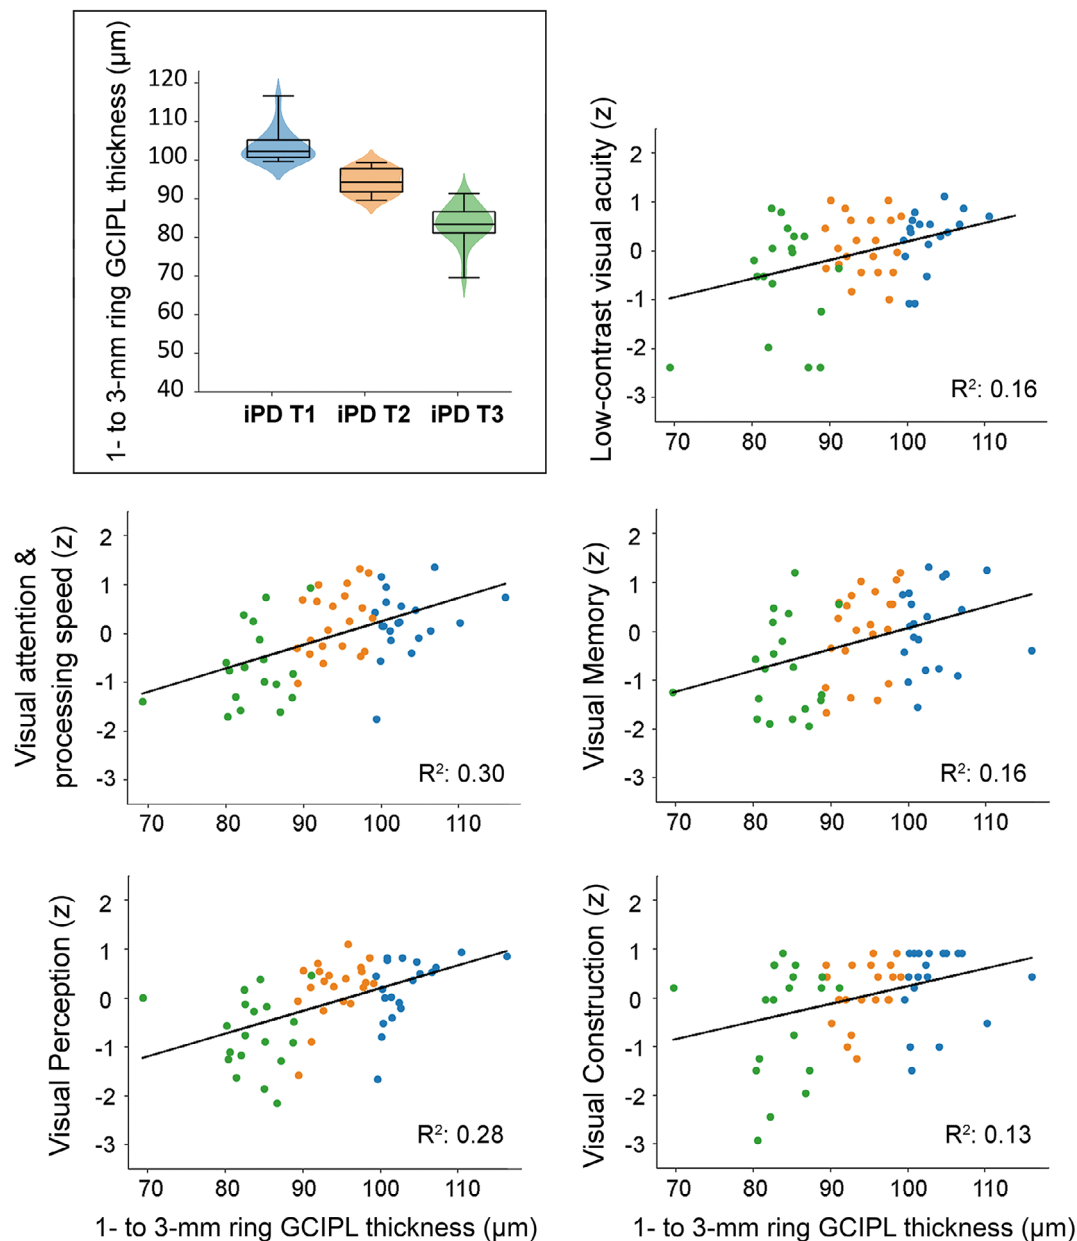 1- to 3-mm ring GCIPL thickness (µm)
120
110
100
90
80
70
60
50
40
iPD T1 iPD T2 iPD T3
Low-contrast visual acuity (z)
2
1
0
-1
-2
-3
R²: 0.16
70 80 90 100 110
Visual attention &
processing speed (z)
2
1
0
-1
-2
-3
R²: 0.30
70 80 90 100 110
Visual Memory (z)
2
1
0
-1
-2
-3
R²: 0.16
70 80 90 100 110
Visual Perception (z)
2
1
0
-1
-2
-3
R²: 0.28
70 80 90 100 110
1- to 3-mm ring GCIPL thickness (µm)
Visual Construction (z)
2
1
0
-1
-2
-3
R²: 0.13
70 80 90 100 110
1- to 3-mm ring GCIPL thickness (µm)